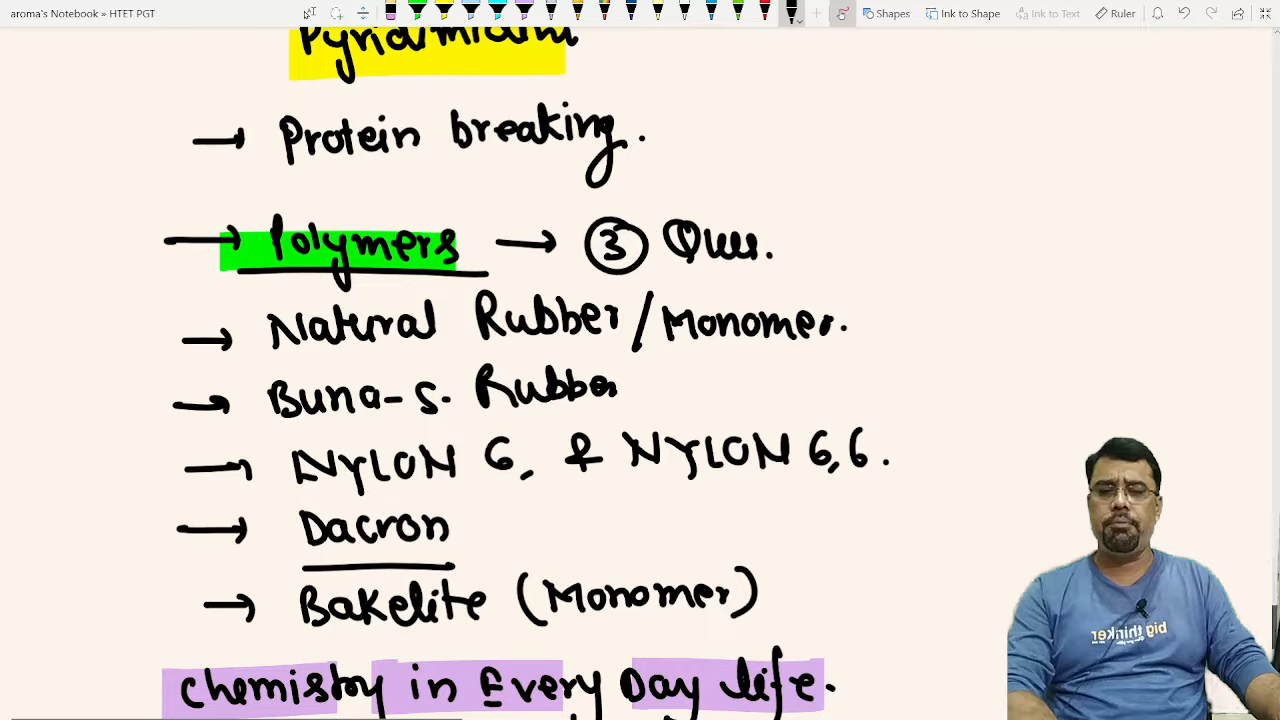 aroma's Notebook » HTET PGT
Shapes Ink to Shape Ink to Text Ruler
→ Protein breaking.
→ Polymers → 3 Ques.
→ Natural Rubber/Monomer.
→ Buna-S. Rubber
→ NYLON 6, & NYLON 6,6.
→ Dacron
→ Bakelite (Monomer)
big thinker
Chemistry in Every Day life.